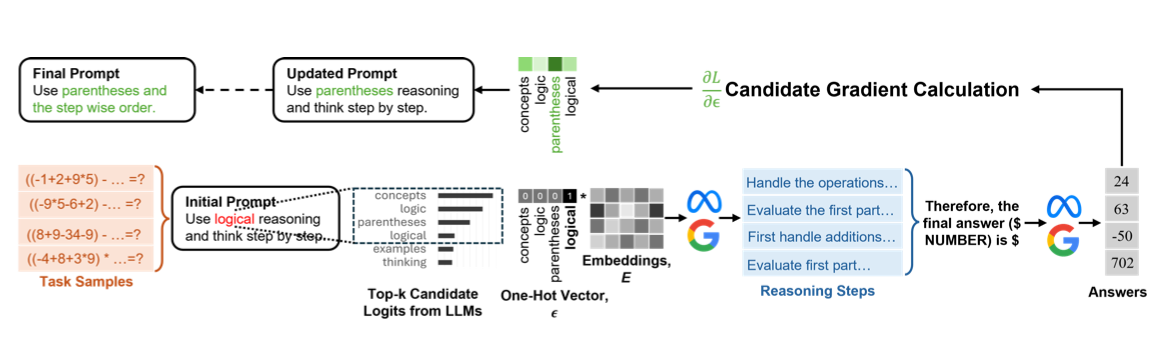 Final Prompt
Use parentheses and
the step wise order.
Updated Prompt
Use parentheses reasoning
and think step by step.
concepts
logic
parentheses
logical
∂L
∂ϵ
Candidate Gradient Calculation
((-1+2+9*5) - … =?
((-9*5-6+2) -… =?
((8+9-34-9) - …=?
((-4+8+3*9) * …=?
Task Samples
Initial Prompt
Use logical reasoning
and think step by step.
concepts
logic
parentheses
logical
examples
thinking
Top-k Candidate
Logits from LLMs
0 0 0 1 *
concepts
logic
parentheses
logical
One-Hot Vector,
ϵ
Embeddings,
E
Handle the operations…
Evaluate the first part…
First handle additions…
Evaluate first part…
Reasoning Steps
Therefore, the
final answer ($
NUMBER) is $
24
63
-50
702
Answers